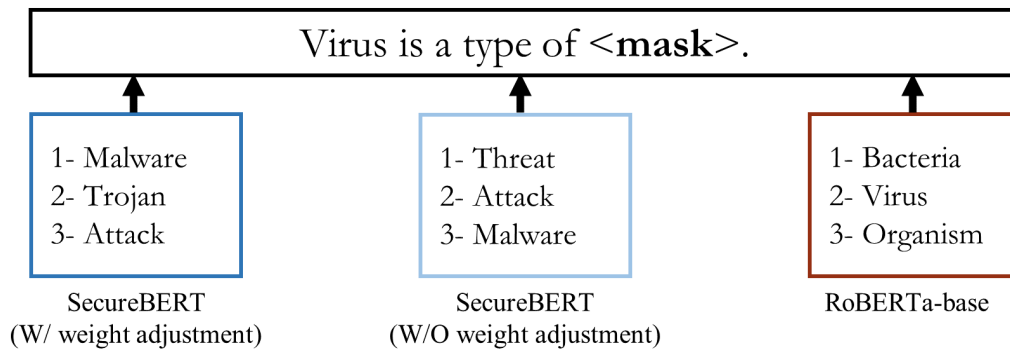 Virus is a type of <mask>.
1- Malware
2- Trojan
3- Attack
SecureBERT
(W/ weight adjustment)
1- Threat
2- Attack
3- Malware
SecureBERT
(W/O weight adjustment)
1- Bacteria
2- Virus
3- Organism
RoBERTa-base